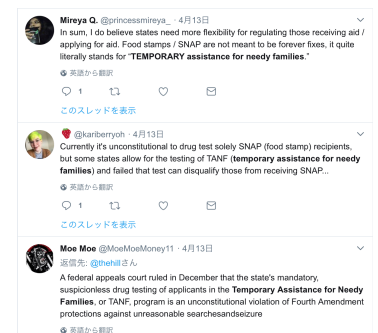 Mireya Q. @princessmireya_ · 4月13日
In sum, I do believe states need more flexibility for regulating those receiving aid /
applying for aid. Food stamps / SNAP are not meant to be forever fixes, it quite
literally stands for “TEMPORARY assistance for needy families.”
英語から翻訳
1
このスレッドを表示
@kariberryoh · 4月13日
Currently it's unconstitutional to drug test solely SNAP (food stamp) recipients,
but some states allow for the testing of TANF (temporary assistance for needy
families) and failed that test can disqualify those from receiving SNAP...
英語から翻訳
1
このスレッドを表示
Moe Moe @MoeMoeMoney11 · 4月13日
返信先: @thehillさん
A federal appeals court ruled in December that the state's mandatory,
suspicionless drug testing of applicants in the Temporary Assistance for Needy
Families, or TANF, program is an unconstitutional violation of Fourth Amendment
protections against unreasonable searchesandseizure
英語から翻訳